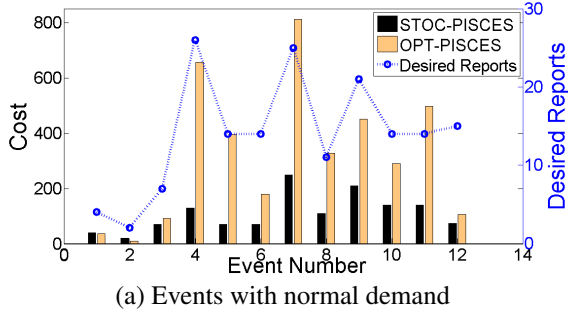 800
600
400
200
0
Cost
STOC-PISCES
OPT-PISCES
Desired Reports
30
20
10
0
Desired Reports
0 2 4 6 8 10 12 14
Event Number
(a) Events with normal demand